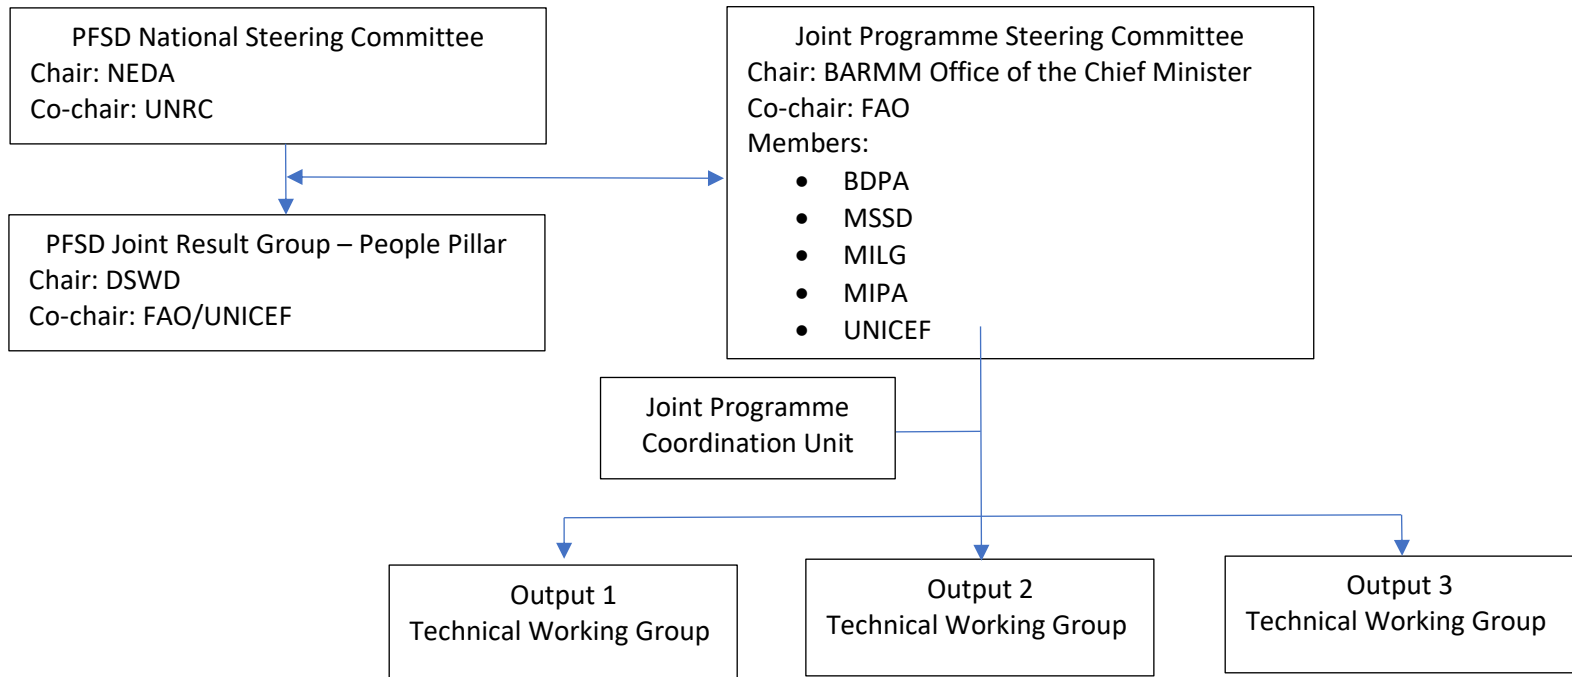 PFSD National Steering Committee
Chair: NEDA
Co-chair: UNRC
Joint Programme Steering Committee
Chair: BARMM Office of the Chief Minister
Co-chair: FAO
Members:
• BDPA
• MSSD
• MILG
• MIPA
• UNICEF
PFSD Joint Result Group – People Pillar
Chair: DSWD
Co-chair: FAO/UNICEF
Joint Programme
Coordination Unit
Output 1
Technical Working Group
Output 2
Technical Working Group
Output 3
Technical Working Group